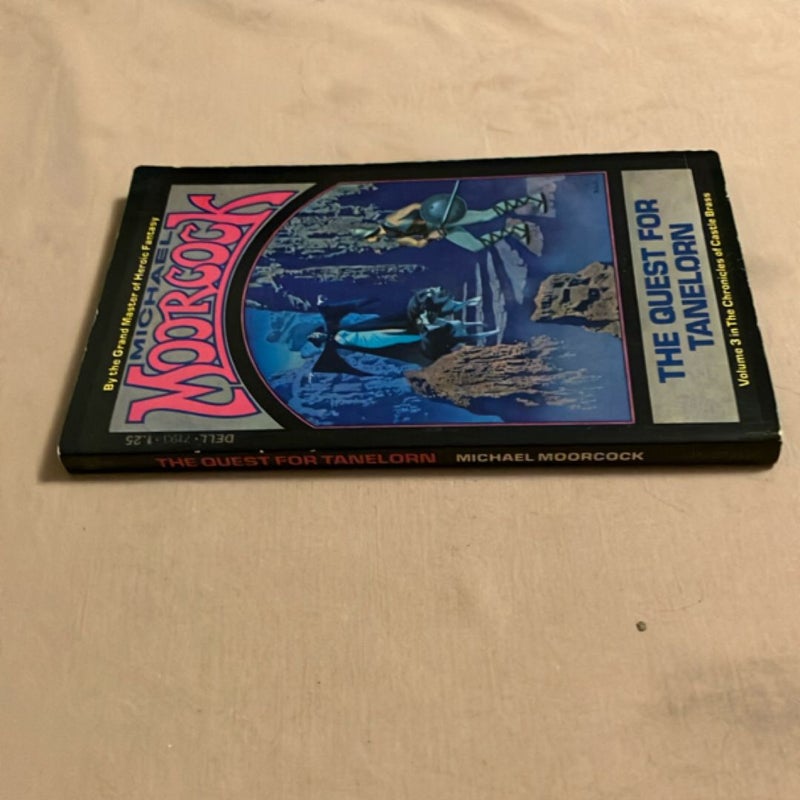 By the Grand Master of Heroic Fantasy
MICHAEL
MOORCOCK
DELL • 7193 • 1.25
THE QUEST FOR
TANELORN
Volume 3 in The Chronicles of Castle Brass
THE QUEST FOR TANELORN MICHAEL MOORCOCK